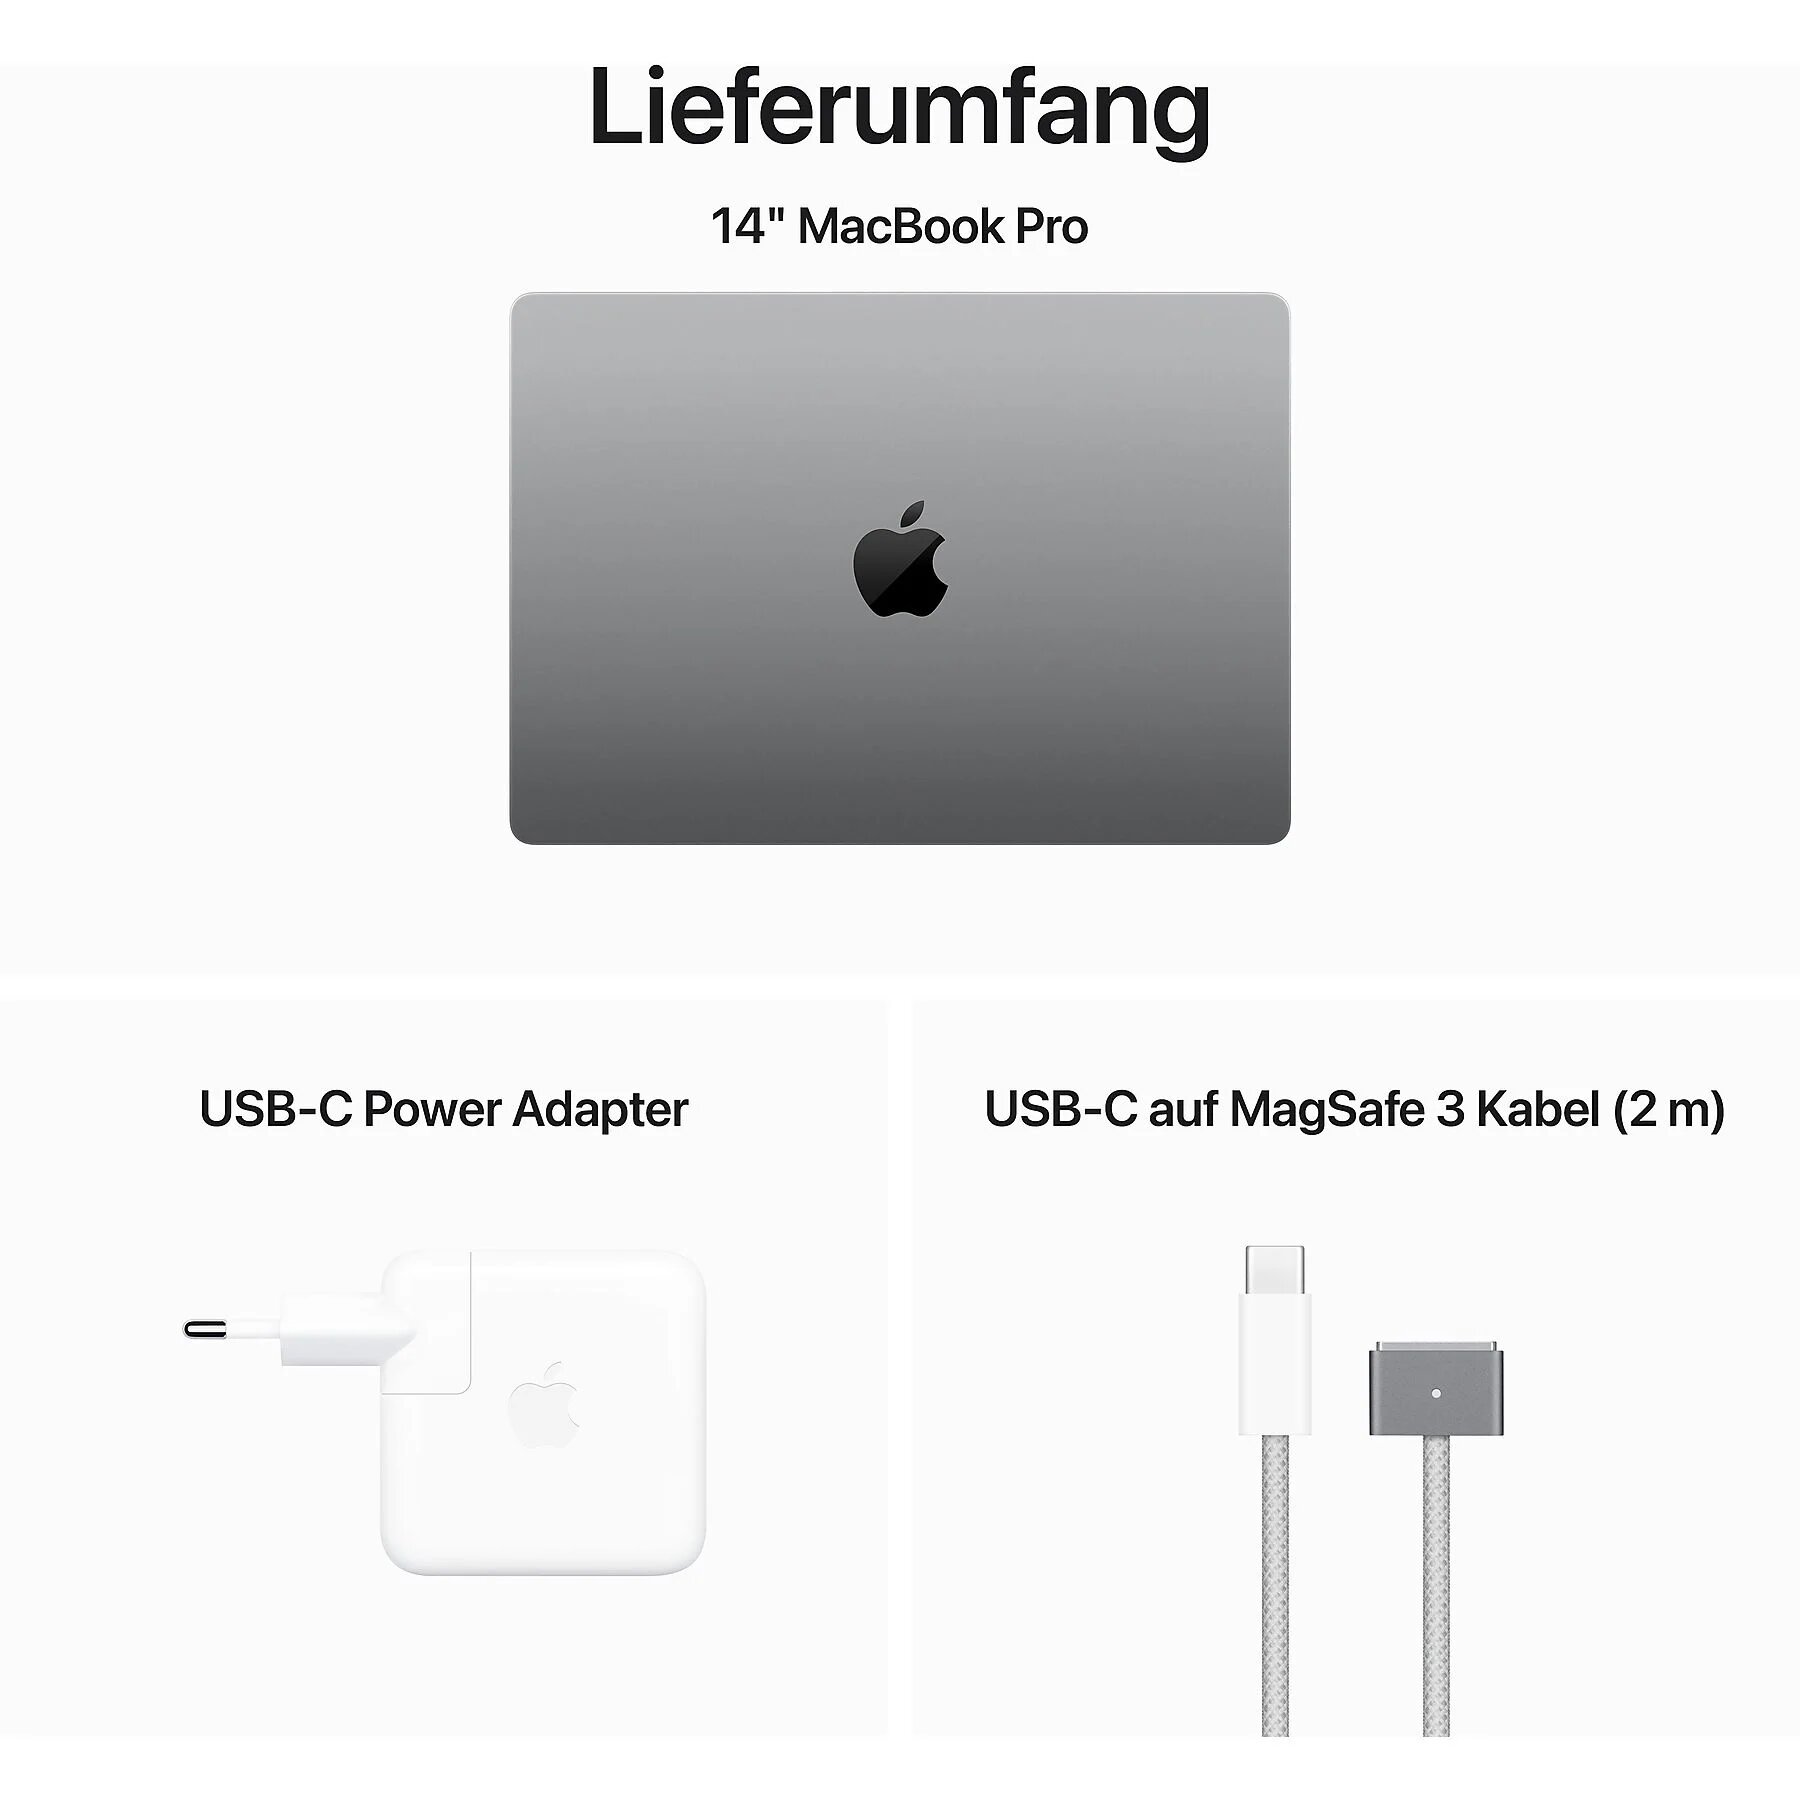 Lieferumfang
14" MacBook Pro
USB-C Power Adapter
USB-C auf MagSafe 3 Kabel (2 m)